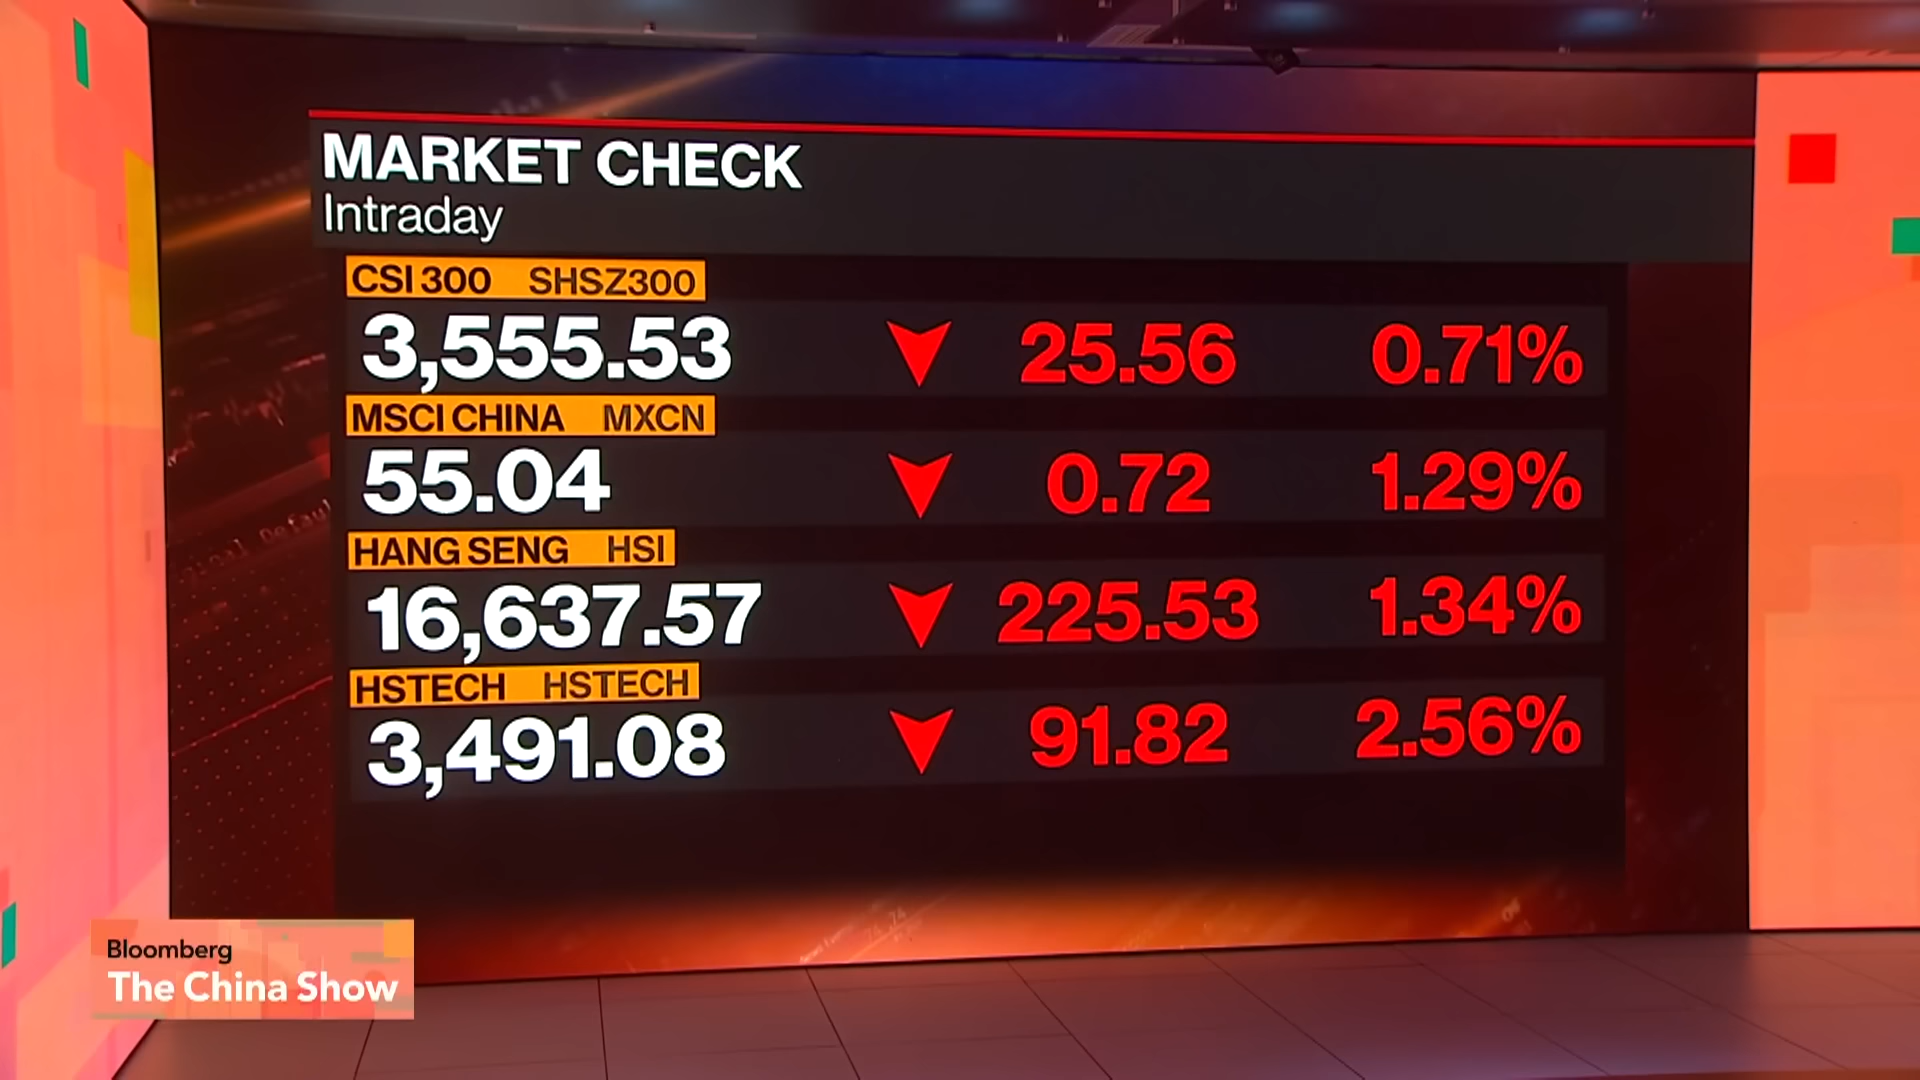 MARKET CHECK
Intraday
CSI 300 SHSZ300
3,555.53 25.56 0.71%
MSCI CHINA MXCN
55.04 0.72 1.29%
HANG SENG HSI
16,637.57 225.53 1.34%
HSTECH HSTECH
3,491.08 91.82 2.56%
Bloomberg
The China Show